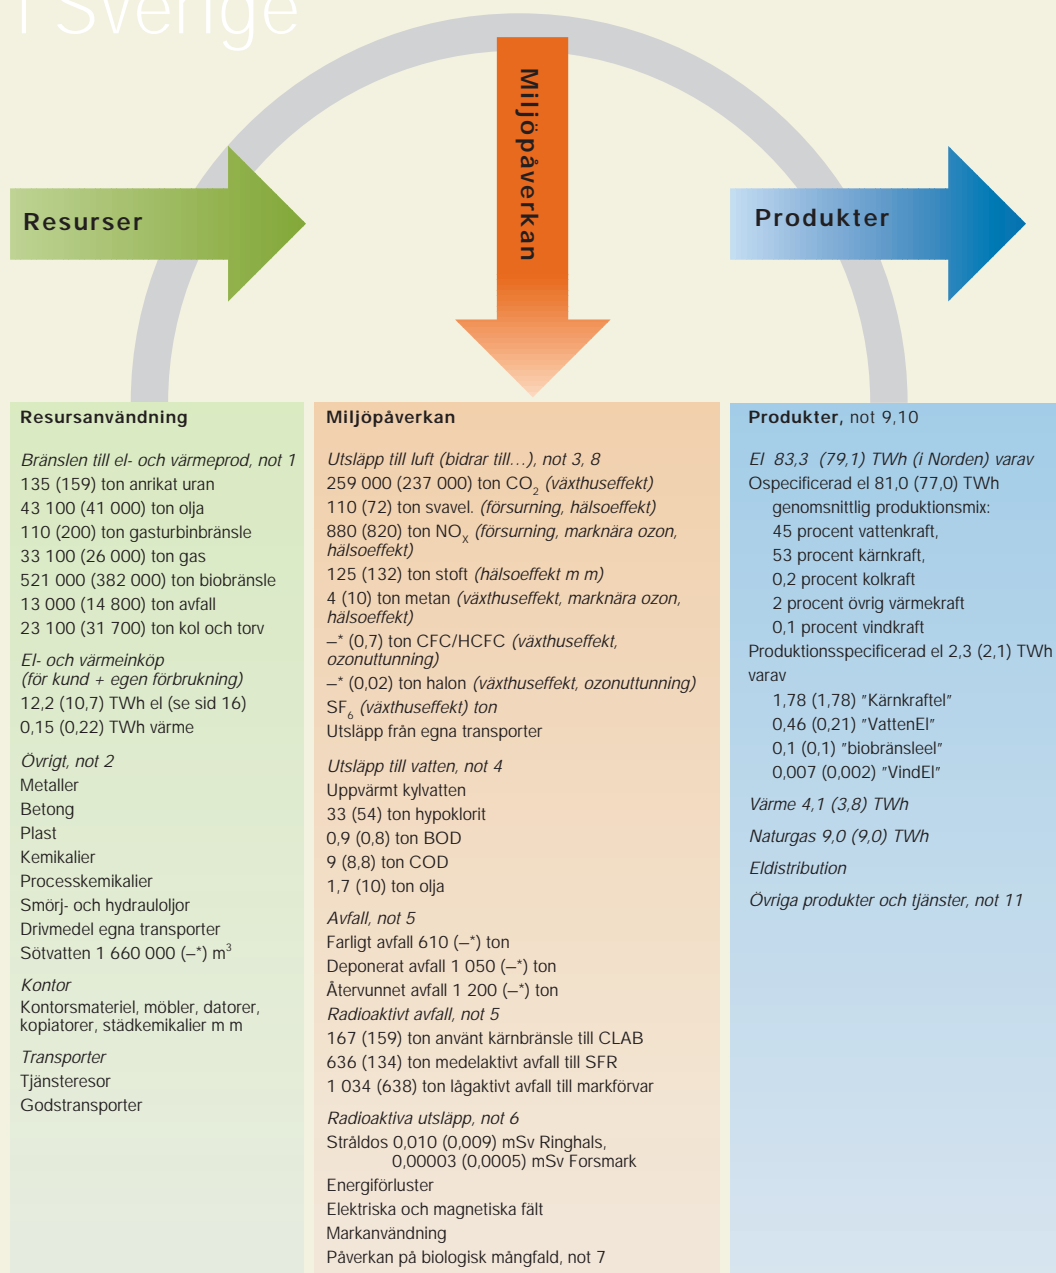 i Sverige
Miljöpåverkan
Resurser
Produkter
Resursanvändning
Bränslen till el- och värmeprod, not 1
135 (159) ton anrikat uran
43 100 (41 000) ton olja
110 (200) ton gasturbinbränsle
33 100 (26 000) ton gas
521 000 (382 000) ton biobränsle
13 000 (14 800) ton avfall
23 100 (31 700) ton kol och torv
El- och värmeinköp
(för kund + egen förbrukning)
12,2 (10,7) TWh el (se sid 16)
0,15 (0,22) TWh värme
Övrigt, not 2
Metaller
Betong
Plast
Kemikalier
Processkemikalier
Smörj- och hydrauloljor
Drivmedel egna transporter
Sötvatten 1 660 000 (–*) m³
Kontor
Kontorsmateriel, möbler, datorer,
kopiatorer, städkemikalier m m
Transporter
Tjänsteresor
Godstransporter
Miljöpåverkan
Utsläpp till luft (bidrar till…), not 3, 8
259 000 (237 000) ton CO₂ (växthuseffekt)
110 (72) ton svavel. (försurning, hälsoeffekt)
880 (820) ton NOₓ (försurning, marknära ozon,
hälsoeffekt)
125 (132) ton stoft (hälsoeffekt m m)
4 (10) ton metan (växthuseffekt, marknära ozon,
hälsoeffekt)
–* (0,7) ton CFC/HCFC (växthuseffekt,
ozonuttunning)
–* (0,02) ton halon (växthuseffekt, ozonuttunning)
SF₆ (växthuseffekt) ton
Utsläpp från egna transporter
Utsläpp till vatten, not 4
Uppvärmt kylvatten
33 (54) ton hypoklorit
0,9 (0,8) ton BOD
9 (8,8) ton COD
1,7 (10) ton olja
Avfall, not 5
Farligt avfall 610 (–*) ton
Deponerat avfall 1 050 (–*) ton
Återvunnet avfall 1 200 (–*) ton
Radioaktivt avfall, not 5
167 (159) ton använt kärnbränsle till CLAB
636 (134) ton medelaktivt avfall till SFR
1 034 (638) ton lågaktivt avfall till markförvar
Radioaktiva utsläpp, not 6
Stråldos 0,010 (0,009) mSv Ringhals,
0,00003 (0,0005) mSv Forsmark
Energiförluster
Elektriska och magnetiska fält
Markanvändning
Påverkan på biologisk mångfald, not 7
Produkter, not 9,10
El 83,3 (79,1) TWh (i Norden) varav
Ospecificerad el 81,0 (77,0) TWh
genomsnittlig produktionsmix:
45 procent vattenkraft,
53 procent kärnkraft,
0,2 procent kolkraft
2 procent övrig värmekraft
0,1 procent vindkraft
Produktionsspecificerad el 2,3 (2,1) TWh
varav
1,78 (1,78) ”Kärnkraftel”
0,46 (0,21) ”VattenEl”
0,1 (0,1) ”biobränsleel”
0,007 (0,002) ”VindEl”
Värme 4,1 (3,8) TWh
Naturgas 9,0 (9,0) TWh
Eldistribution
Övriga produkter och tjänster, not 11